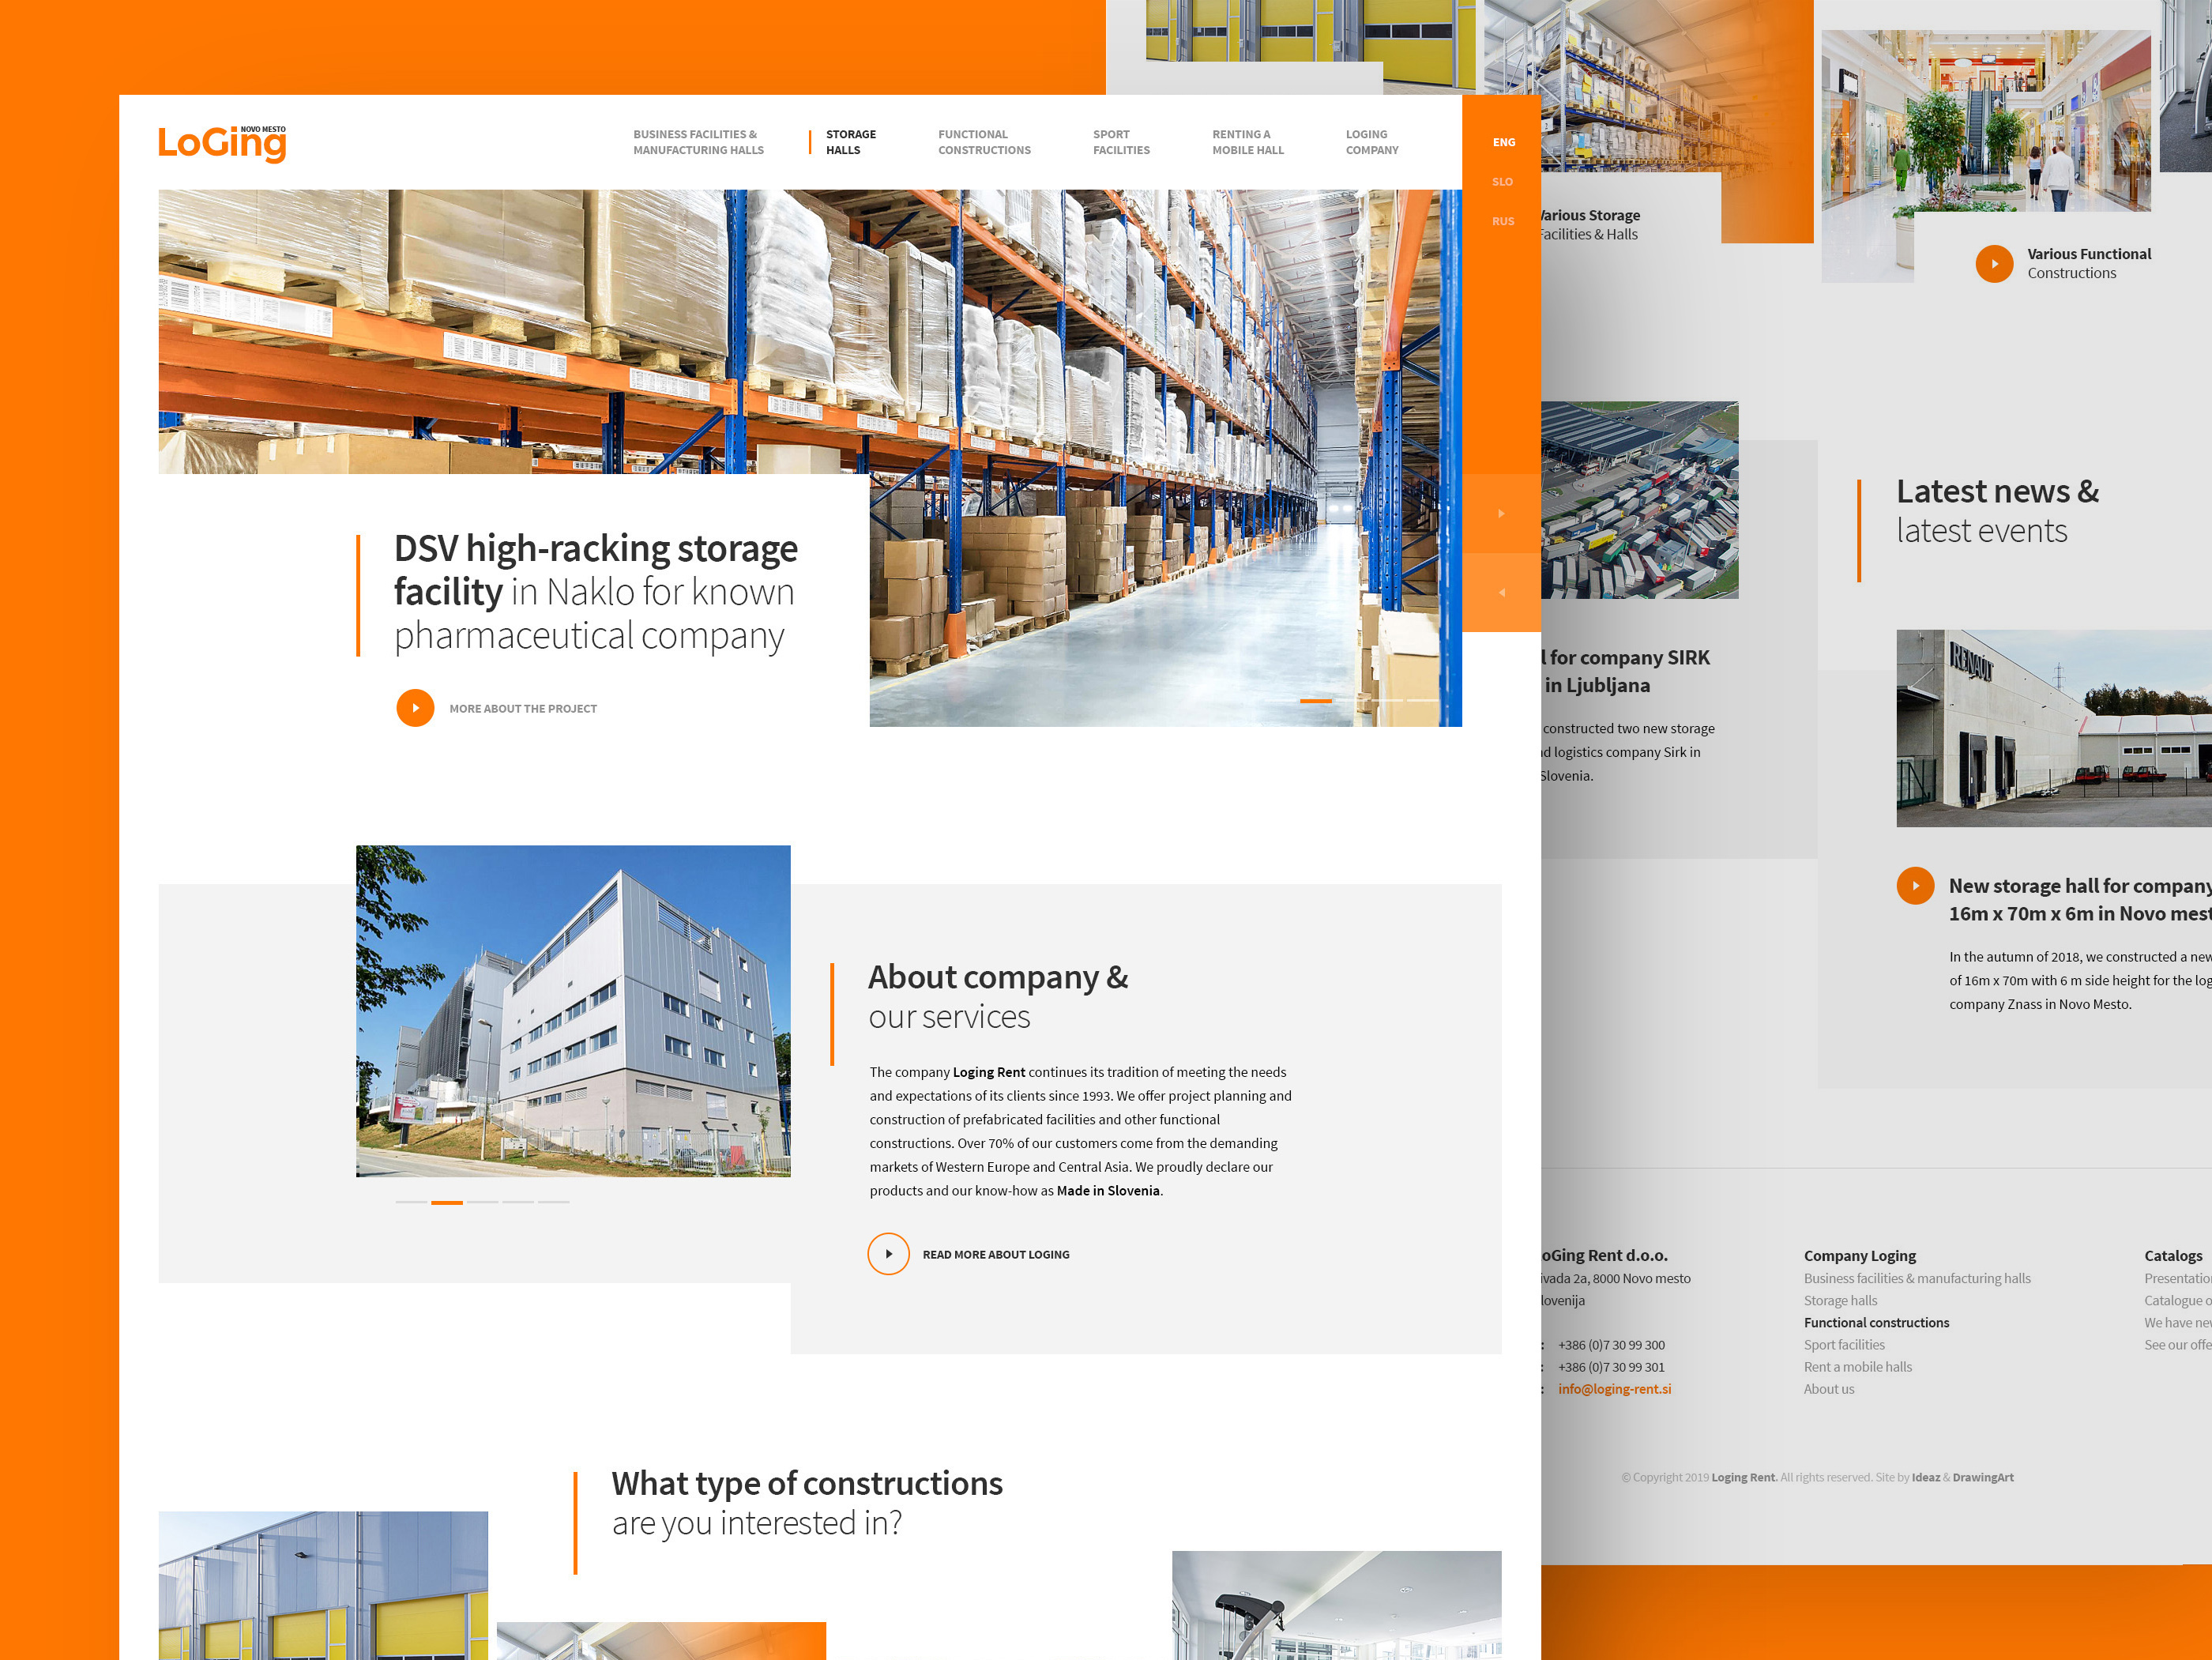 LoGing
NOVO MESTO
BUSINESS FACILITIES &
MANUFACTURING HALLS
STORAGE
HALLS
FUNCTIONAL
CONSTRUCTIONS
SPORT
FACILITIES
RENTING A
MOBILE HALL
LOGING
COMPANY
ENG
SLO
RUS
DSV high-racking storage
facility in Naklo for known
pharmaceutical company
MORE ABOUT THE PROJECT
About company &
our services
The company Loging Rent continues its tradition of meeting the needs
and expectations of its clients since 1993. We offer project planning and
construction of prefabricated facilities and other functional
constructions. Over 70% of our customers come from the demanding
markets of Western Europe and Central Asia. We proudly declare our
products and our know-how as Made in Slovenia.
READ MORE ABOUT LOGING
What type of constructions
are you interested in?
Various Storage
Facilities & Halls
Various Functional
Constructions
Latest news &
latest events
for company SIRK
in Ljubljana
constructed two new storage
logistics company Sirk in
Slovenia.
RENAULT
New storage hall for company
16m x 70m x 6m in Novo mest
In the autumn of 2018, we constructed a new
of 16m x 70m with 6 m side height for the log
company Znass in Novo Mesto.
oGing Rent d.o.o.
ivada 2a, 8000 Novo mesto
lovenija
: +386 (0)7 30 99 300
: +386 (0)7 30 99 301
: info@loging-rent.si
Company Loging
Business facilities & manufacturing halls
Storage halls
Functional constructions
Sport facilities
Rent a mobile halls
About us
Catalogs
Presentatio
Catalogue o
We have nev
See our offe
© Copyright 2019 Loging Rent. All rights reserved. Site by Ideaz & DrawingArt